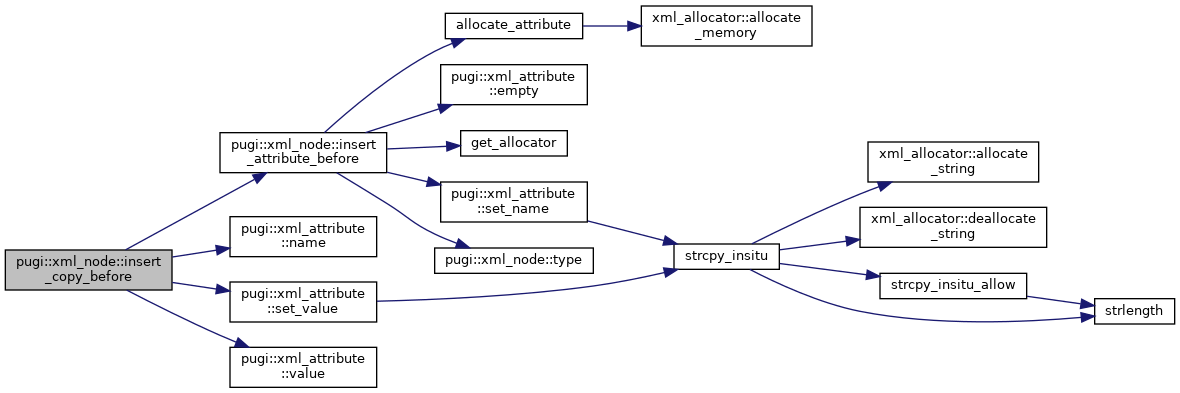 pugi::xml_node::insert
_copy_before
pugi::xml_node::insert
_attribute_before
pugi::xml_attribute
::name
pugi::xml_attribute
::set_value
pugi::xml_attribute
::value
allocate_attribute
pugi::xml_attribute
::empty
get_allocator
pugi::xml_attribute
::set_name
pugi::xml_node::type
xml_allocator::allocate
_memory
strcpy_insitu
xml_allocator::allocate
_string
xml_allocator::deallocate
_string
strcpy_insitu_allow
strlength